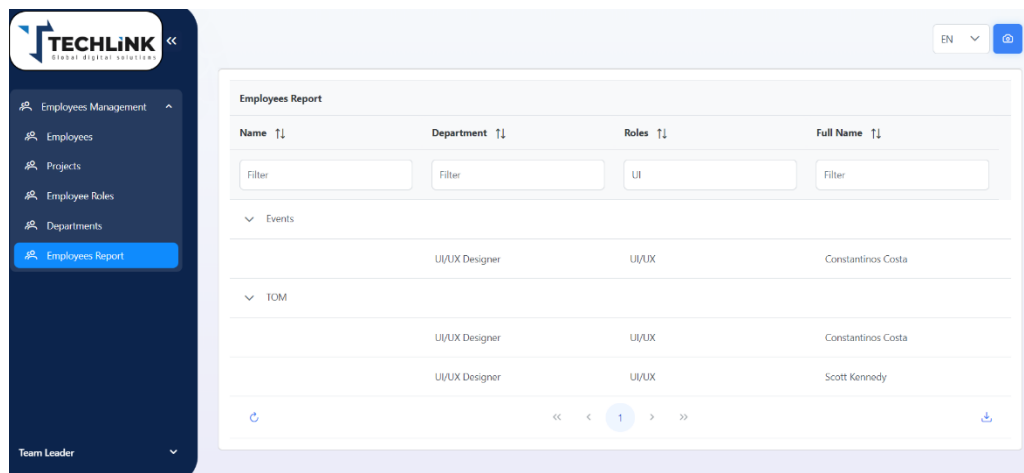 TECHLiNK
Global digital solutions
EN
Employees Management
Employees
Projects
Employee Roles
Departments
Employees Report
Team Leader
Employees Report
Name Department Roles Full Name
Filter Filter UI Filter
Events
UI/UX Designer UI/UX Constantinos Costa
TOM
UI/UX Designer UI/UX Constantinos Costa
UI/UX Designer UI/UX Scott Kennedy
<< < 1 > >>